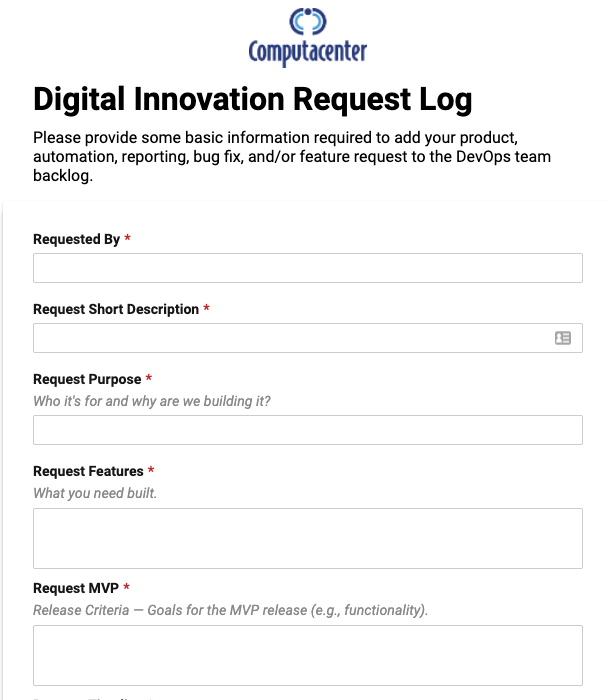 Computacenter
Digital Innovation Request Log
Please provide some basic information required to add your product,
automation, reporting, bug fix, and/or feature request to the DevOps team
backlog.
Requested By *
Request Short Description *
Request Purpose *
Who it's for and why are we building it?
Request Features *
What you need built.
Request MVP *
Release Criteria — Goals for the MVP release (e.g., functionality).